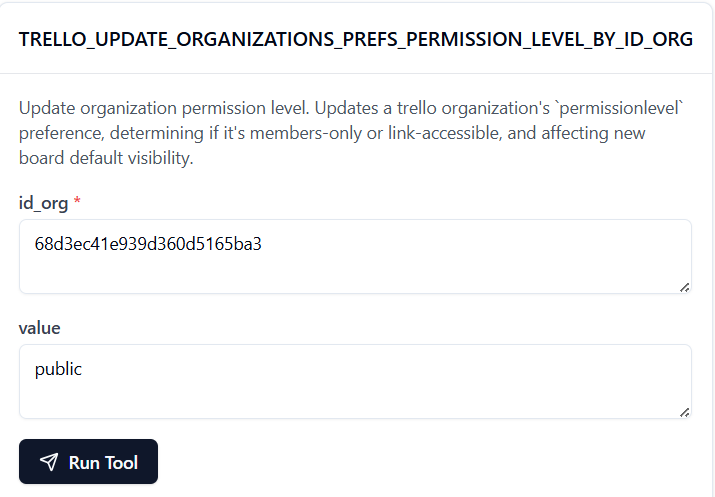 TRELLO_UPDATE_ORGANIZATIONS_PREFS_PERMISSION_LEVEL_BY_ID_ORG
Update organization permission level. Updates a trello organization's `permissionlevel`
preference, determining if it's members-only or link-accessible, and affecting new
board default visibility.
id_org *
68d3ec41e939d360d5165ba3
value
public
Run Tool